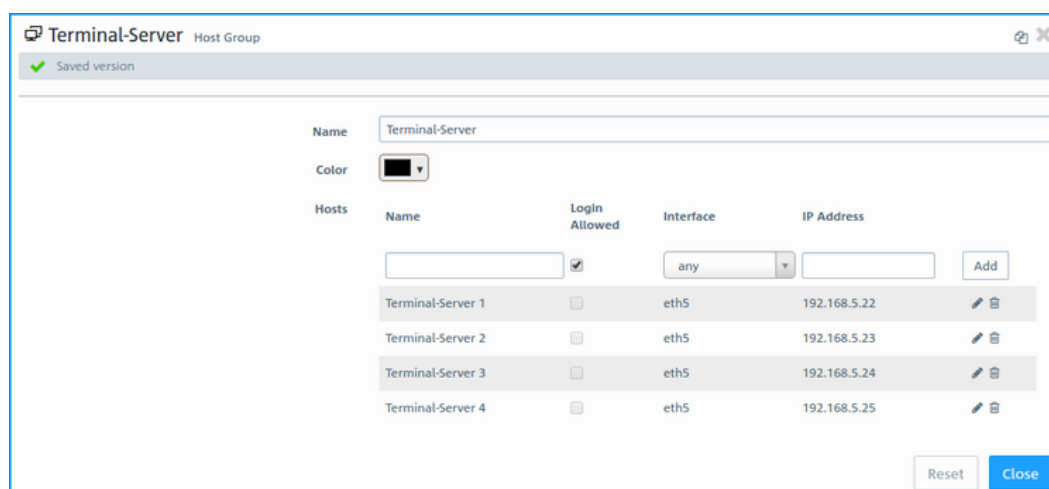 Terminal-Server Host Group
Saved version
Name Terminal-Server
Color
Hosts Name Login Allowed Interface IP Address
any Add
Terminal-Server 1 eth5 192.168.5.22
Terminal-Server 2 eth5 192.168.5.23
Terminal-Server 3 eth5 192.168.5.24
Terminal-Server 4 eth5 192.168.5.25
Reset Close